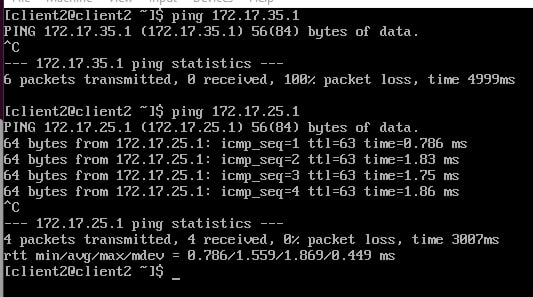 Machine View Input Devices Help
[client2@client2 ~]$ ping 172.17.35.1
PING 172.17.35.1 (172.17.35.1) 56(84) bytes of data.
^C
--- 172.17.35.1 ping statistics ---
6 packets transmitted, 0 received, 100% packet loss, time 4999ms
[client2@client2 ~]$ ping 172.17.25.1
PING 172.17.25.1 (172.17.25.1) 56(84) bytes of data.
64 bytes from 172.17.25.1: icmp_seq=1 ttl=63 time=0.786 ms
64 bytes from 172.17.25.1: icmp_seq=2 ttl=63 time=1.83 ms
64 bytes from 172.17.25.1: icmp_seq=3 ttl=63 time=1.75 ms
64 bytes from 172.17.25.1: icmp_seq=4 ttl=63 time=1.86 ms
^C
--- 172.17.25.1 ping statistics ---
4 packets transmitted, 4 received, 0% packet loss, time 3007ms
rtt min/avg/max/mdev = 0.786/1.559/1.869/0.449 ms
[client2@client2 ~]$ _